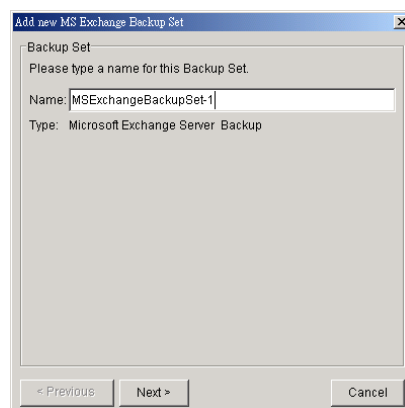 Add new MS Exchange Backup Set
Backup Set
Please type a name for this Backup Set.
Name: MSExchangeBackupSet-1
Type: Microsoft Exchange Server Backup
< Previous
Next >
Cancel